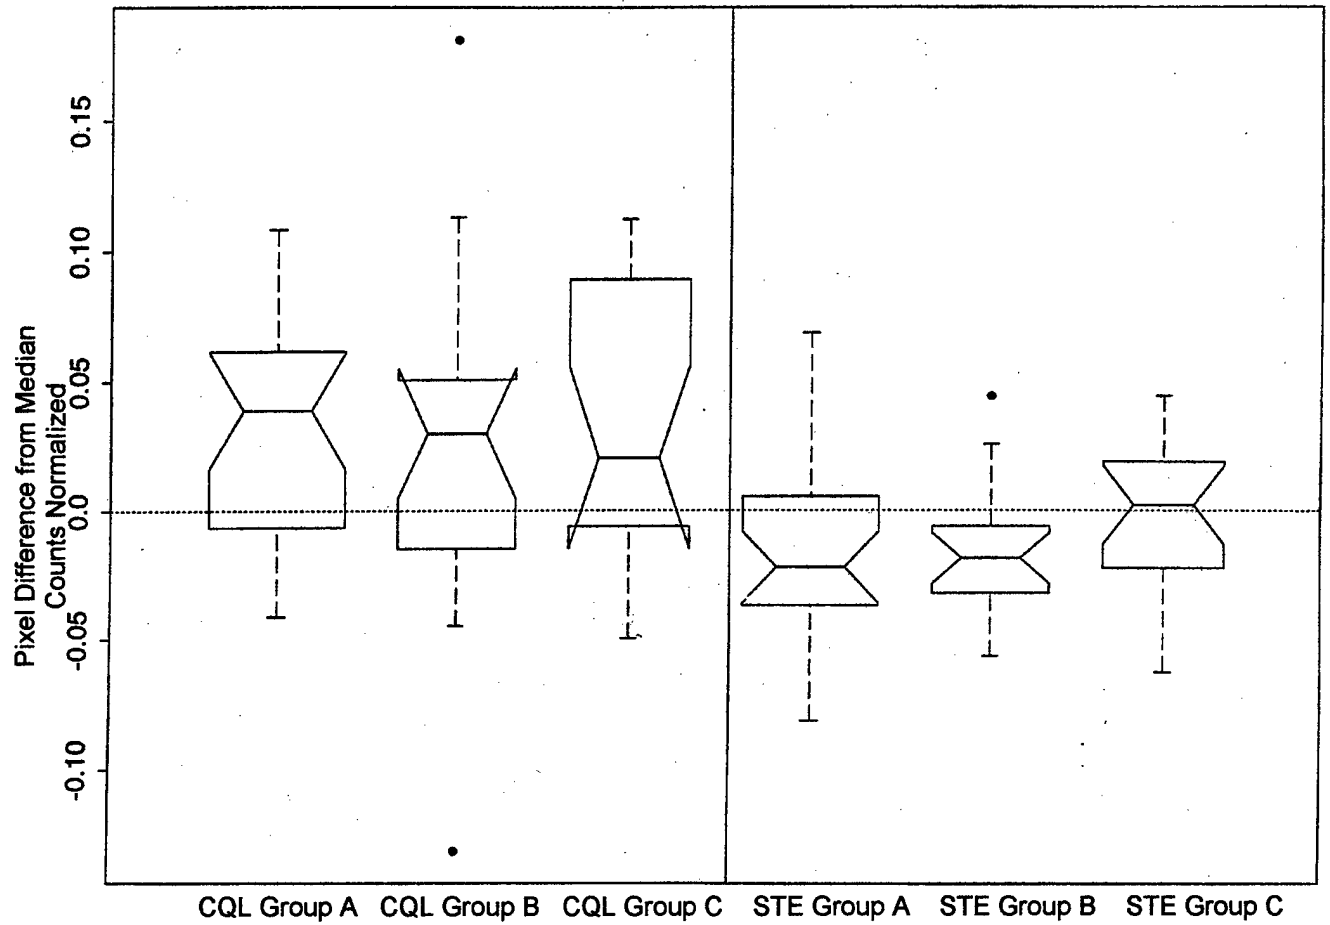 Pixel Difference from Median
Counts Normalized
0.15
0.10
0.05
0.0
-0.05
-0.10
CQL Group A CQL Group B CQL Group C STE Group A STE Group B STE Group C